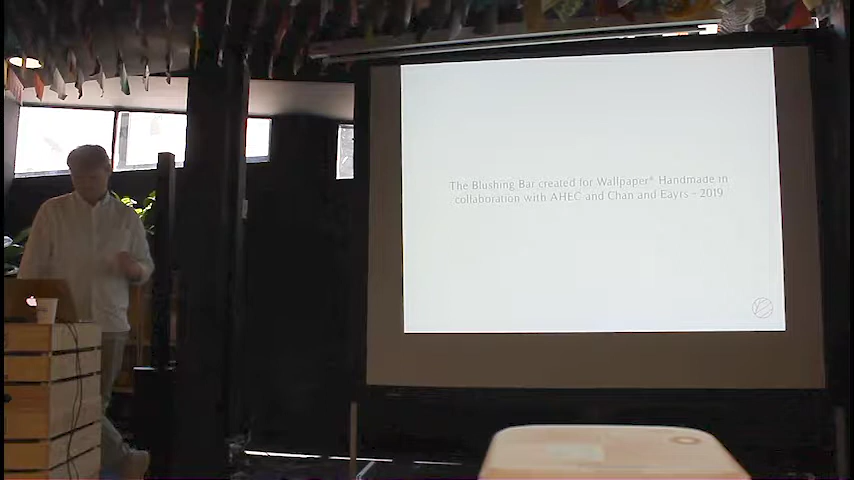 The Blushing Bar created for Wallpaper* Handmade in
collaboration with AHEC and Chan and Eayrs - 2019